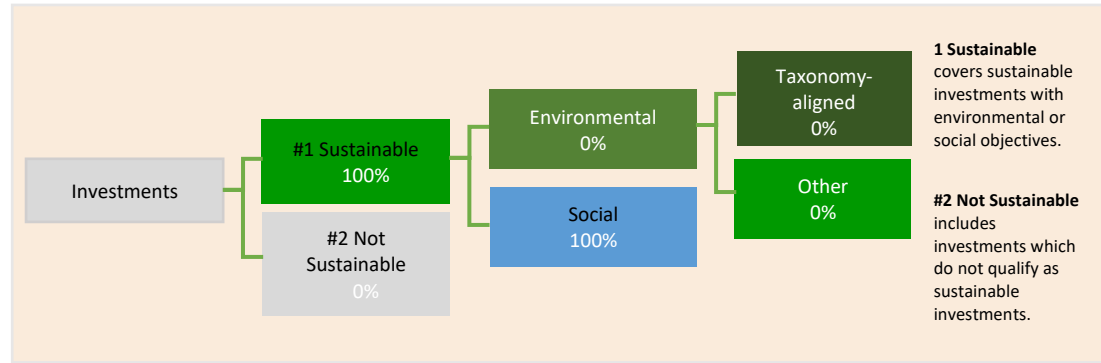 Investments
#1 Sustainable
100%
#2 Not
Sustainable
0%
Environmental
0%
Social
100%
Taxonomy-
aligned
0%
Other
0%
1 Sustainable
covers sustainable
investments with
environmental or
social objectives.
#2 Not Sustainable
includes
investments which
do not qualify as
sustainable
investments.